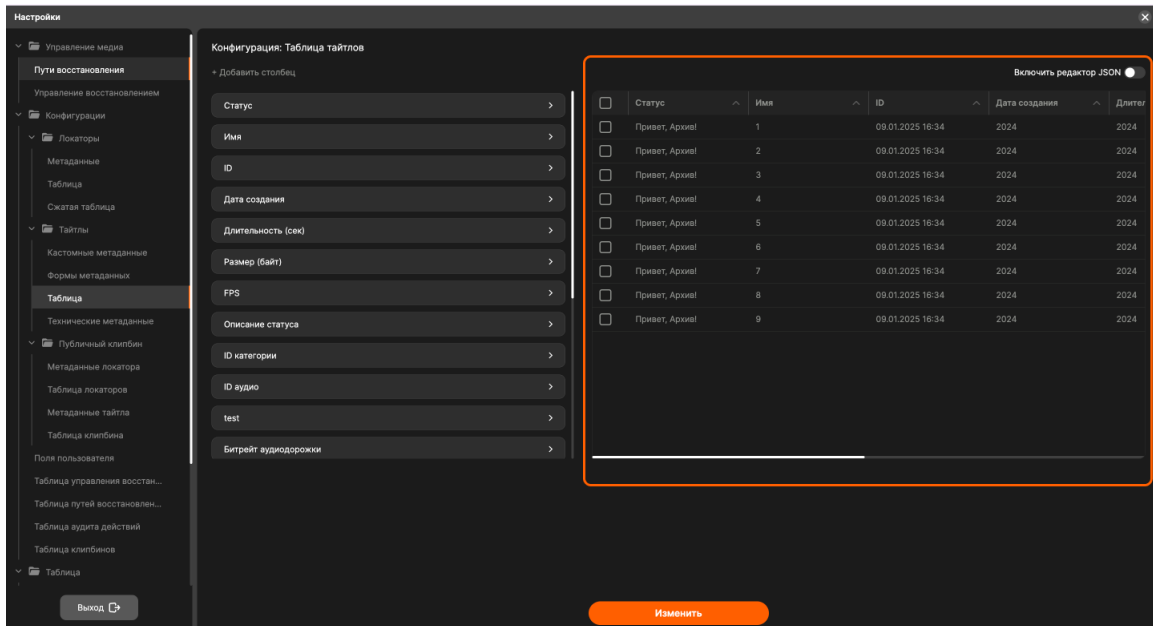 Настройки
Управление медиа
Пути восстановления
Управление восстановлением
Конфигурации
Локаторы
Метаданные
Таблица
Сжатая таблица
Тайтлы
Кастомные метаданные
Формы метаданных
Таблица
Технические метаданные
Публичный клипбин
Метаданные локатора
Таблица локаторов
Метаданные тайтла
Таблица клипбина
Поля пользователя
Таблица управления восстан...
Таблица путей восстановлен...
Таблица аудита действий
Таблица клипбинов
Таблица
Выход
Конфигурация: Таблица тайтлов
+ Добавить столбец
Статус
Имя
ID
Дата создания
Длительность (сек)
Размер (байт)
FPS
Описание статуса
ID категории
ID аудио
test
Битрейт аудиодорожки
Включить редактор JSON
Статус Имя ID Дата создания Длител
Привет, Архив! 1 09.01.2025 16:34 2024 2024
Привет, Архив! 2 09.01.2025 16:34 2024 2024
Привет, Архив! 3 09.01.2025 16:34 2024 2024
Привет, Архив! 4 09.01.2025 16:34 2024 2024
Привет, Архив! 5 09.01.2025 16:34 2024 2024
Привет, Архив! 6 09.01.2025 16:34 2024 2024
Привет, Архив! 7 09.01.2025 16:34 2024 2024
Привет, Архив! 8 09.01.2025 16:34 2024 2024
Привет, Архив! 9 09.01.2025 16:34 2024 2024
Изменить